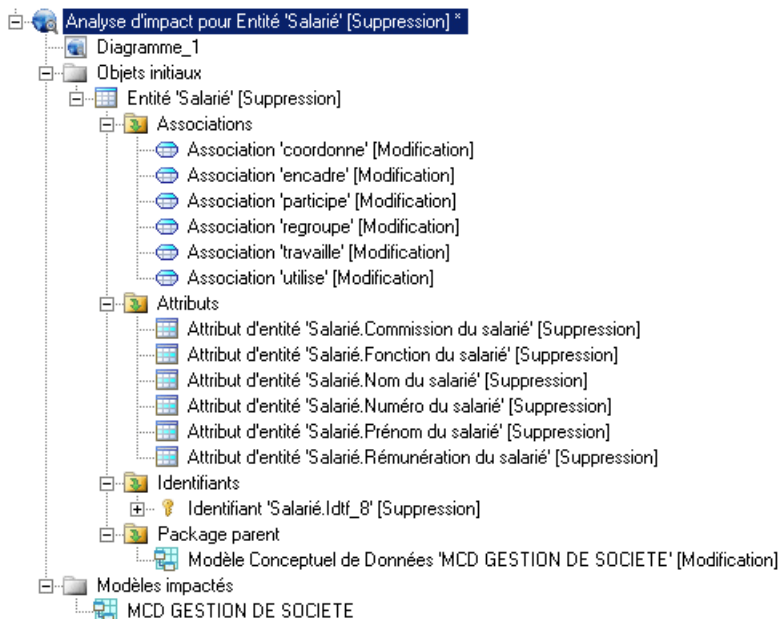 Analyse d'impact pour Entité 'Salarié' [Suppression] *
Diagramme_1
Objets initiaux
Entité 'Salarié' [Suppression]
Associations
Association 'coordonne' [Modification]
Association 'encadre' [Modification]
Association 'participe' [Modification]
Association 'regroupe' [Modification]
Association 'travaille' [Modification]
Association 'utilise' [Modification]
Attributs
Attribut d'entité 'Salarié.Commission du salarié' [Suppression]
Attribut d'entité 'Salarié.Fonction du salarié' [Suppression]
Attribut d'entité 'Salarié.Nom du salarié' [Suppression]
Attribut d'entité 'Salarié.Numéro du salarié' [Suppression]
Attribut d'entité 'Salarié.Prénom du salarié' [Suppression]
Attribut d'entité 'Salarié.Rémunération du salarié' [Suppression]
Identifiants
Identifiant 'Salarié.Idtf_8' [Suppression]
Package parent
Modèle Conceptuel de Données 'MCD GESTION DE SOCIETE' [Modification]
Modèles impactés
MCD GESTION DE SOCIETE